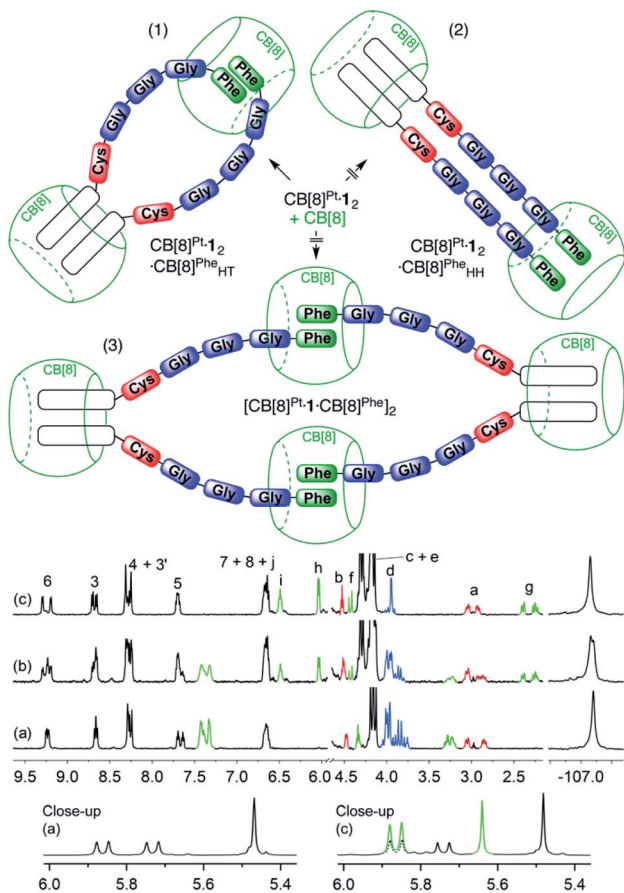 (1)
CB[8]
Phe
Phe
Gly
Gly
Gly
Cys
Gly
Gly
Gly
Cys
CB[8]
CB[8]Pt·1₂
·CB[8]PheHT
CB[8]Pt·1₂
+ CB[8]
(2)
CB[8]
Cys
Gly
Gly
Gly
Phe
Cys
Gly
Gly
Gly
Phe
CB[8]
CB[8]Pt·1₂
·CB[8]PheHH
(3)
CB[8]
CB[8]
CB[8]
Cys Gly Gly Gly Phe
Phe Gly Gly Gly Cys
[CB[8]Pt·1·CB[8]Phe]₂
Cys Gly Gly Gly Phe
Phe Gly Gly Gly Cys
CB[8]
6 3 4 + 3' 5 7 + 8 + j i h b f c + e d a g
(c)
(b)
(a)
9.5 9.0 8.5 8.0 7.5 7.0 6.5 6.0 4.5 4.0 3.5 3.0 2.5 -107.0
Close-up
(a)
6.0 5.8 5.6 5.4
Close-up
(c)
6.0 5.8 5.6 5.4